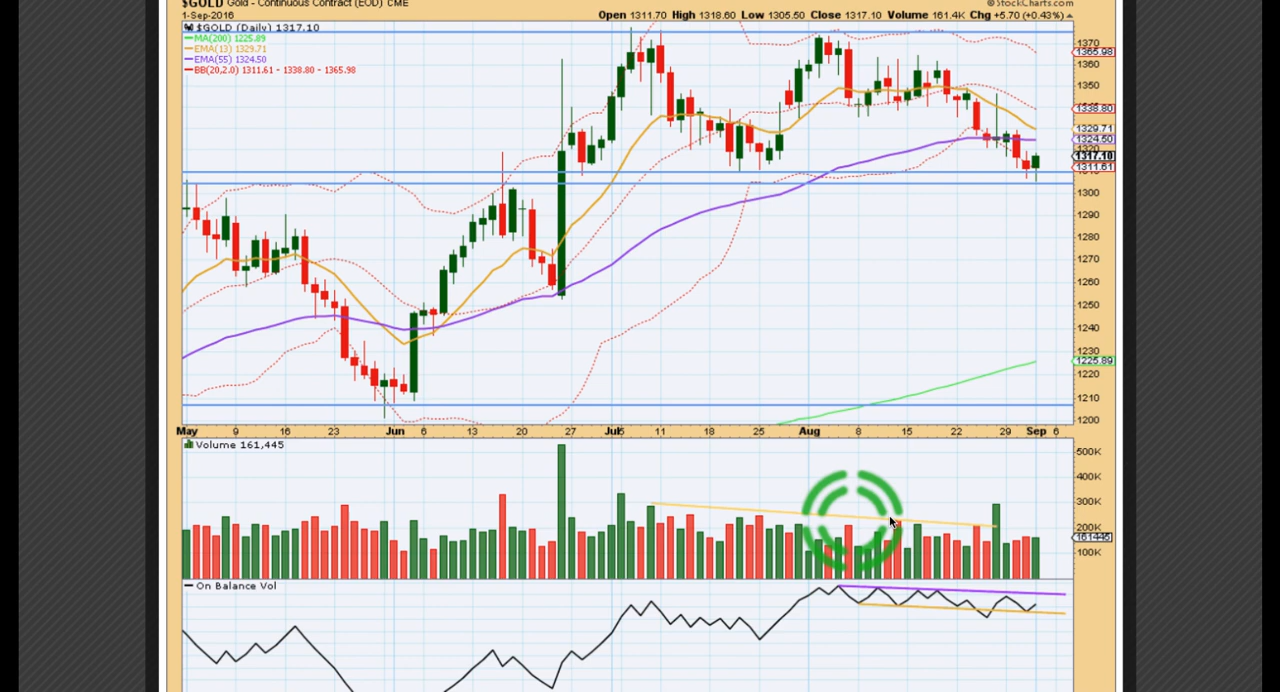 $GOLD Gold - Continuous Contract (EOD) CME © StockCharts.com
1-Sep-2016 Open 1311.70 High 1318.60 Low 1305.50 Close 1317.10 Volume 161.4K Chg +5.70 (+0.43%)
$GOLD (Daily) 1317.10
MA(200) 1225.89
EMA(13) 1329.71
EMA(55) 1324.50
BB(20,2.0) 1311.61 - 1338.80 - 1365.98
1370
1365.98
1360
1350
1338.80
1329.71
1324.50
1320
1317.10
1311.61
1300
1290
1280
1270
1260
1250
1240
1230
1225.89
1220
1210
1200
May 9 16 23 Jun 6 13 20 27 Jul 11 18 25 Aug 8 15 22 29 Sep 6
Volume 161,445
500K
400K
300K
200K
161445
100K
On Balance Vol